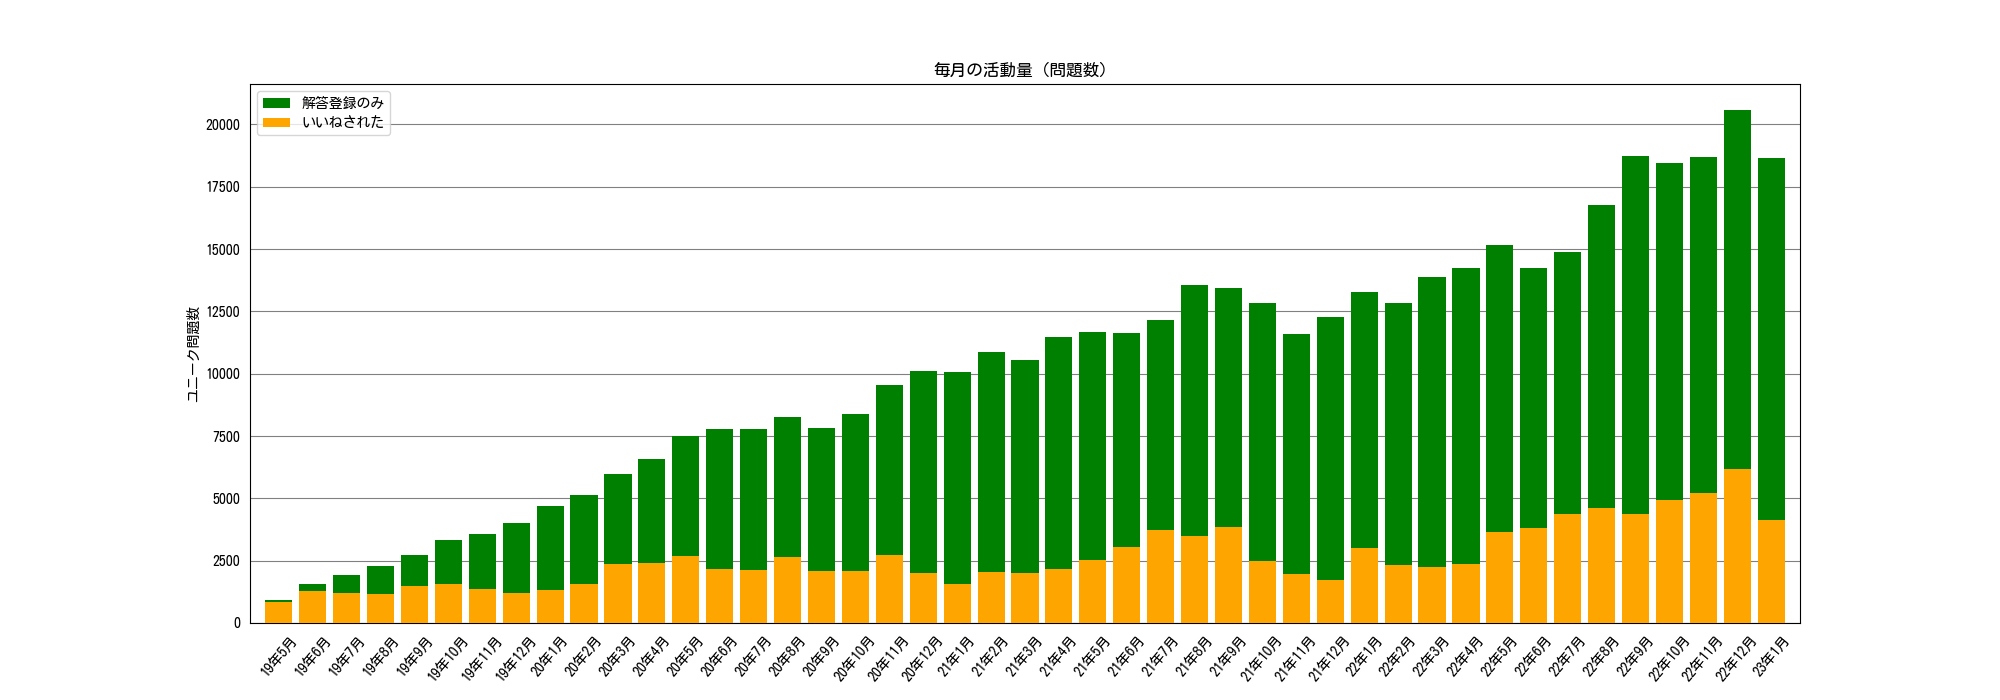 毎月の活動量（問題数）
解答登録のみ
いいねされた
ユニーク問題数
20000
17500
15000
12500
10000
7500
5000
2500
0
19年5月
19年6月
19年7月
19年8月
19年9月
19年10月
19年11月
19年12月
20年1月
20年2月
20年3月
20年4月
20年5月
20年6月
20年7月
20年8月
20年9月
20年10月
20年11月
20年12月
21年1月
21年2月
21年3月
21年4月
21年5月
21年6月
21年7月
21年8月
21年9月
21年10月
21年11月
21年12月
22年1月
22年2月
22年3月
22年4月
22年5月
22年6月
22年7月
22年8月
22年9月
22年10月
22年11月
22年12月
23年1月